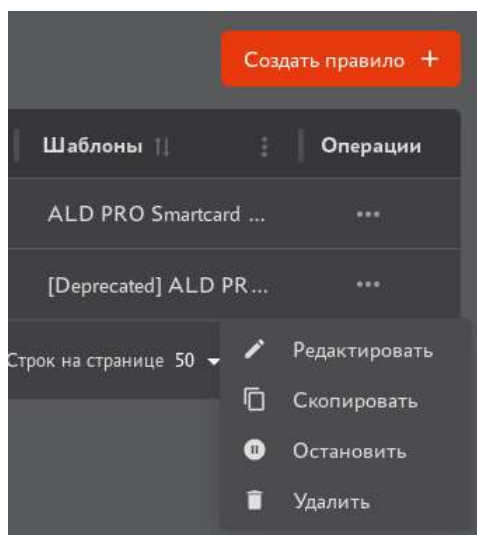 Создать правило +
Шаблоны Операции
ALD PRO Smartcard ... ...
[Deprecated] ALD PR... ...
Строк на странице 50
Редактировать
Скопировать
Остановить
Удалить